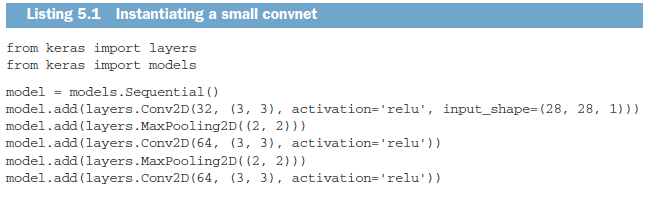 Listing 5.1 Instantiating a small convnet
from keras import layers
from keras import models
model = models.Sequential()
model.add(layers.Conv2D(32, (3, 3), activation='relu', input_shape=(28, 28, 1)))
model.add(layers.MaxPooling2D((2, 2)))
model.add(layers.Conv2D(64, (3, 3), activation='relu'))
model.add(layers.MaxPooling2D((2, 2)))
model.add(layers.Conv2D(64, (3, 3), activation='relu'))